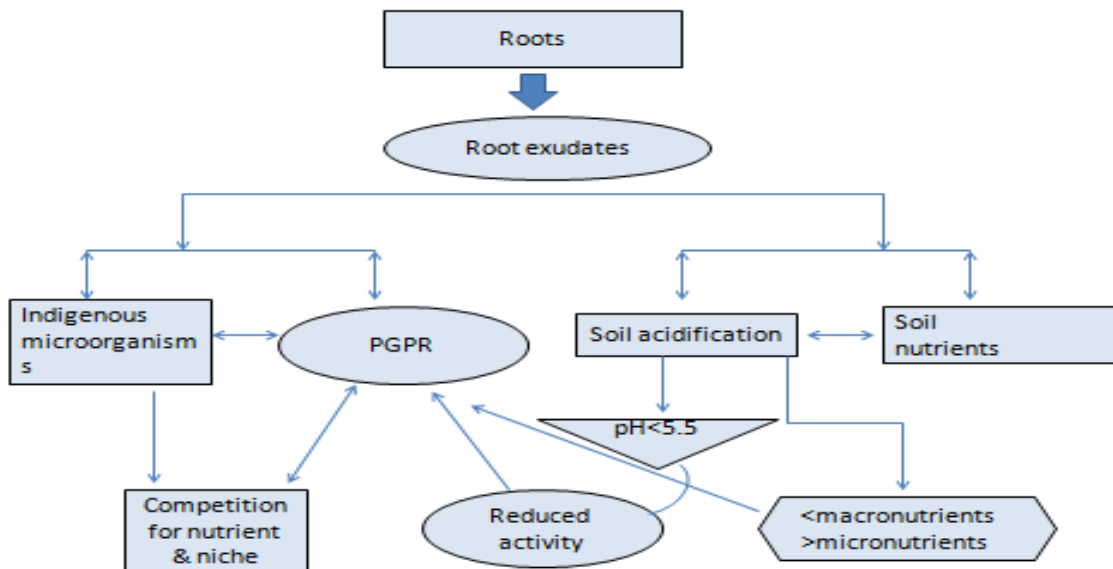 Roots
Root exudates
Indigenous
microorganism
s
PGPR
Soil acidification
Soil
nutrients
pH<5.5
Competition
for nutrient
& niche
Reduced
activity
<macronutrients
>micronutrients